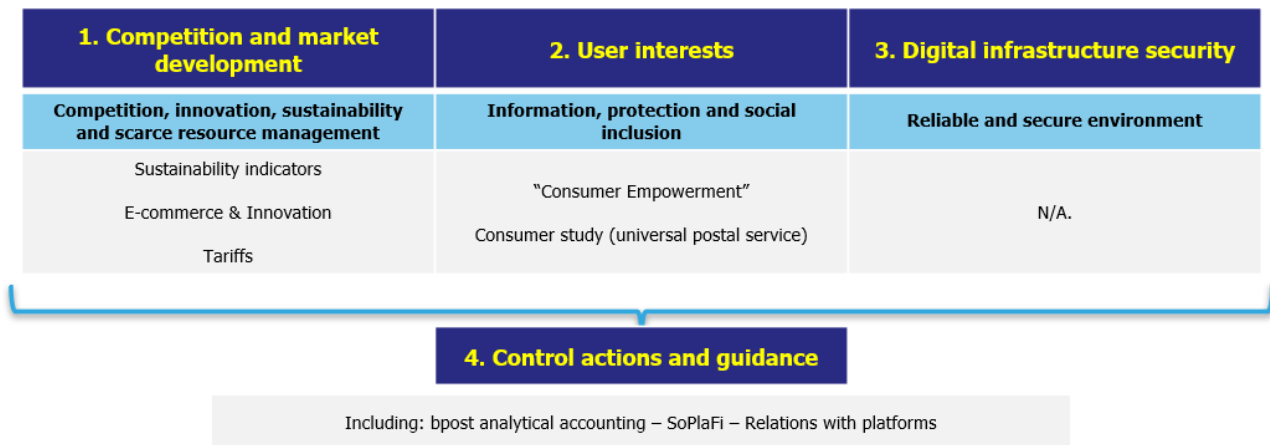 1. Competition and market
development
2. User interests
3. Digital infrastructure security
Competition, innovation, sustainability
and scarce resource management
Information, protection and social
inclusion
Reliable and secure environment
Sustainability indicators
E-commerce & Innovation
Tariffs
“Consumer Empowerment”
Consumer study (universal postal service)
N/A.
4. Control actions and guidance
Including: bpost analytical accounting – SoPlaFi – Relations with platforms